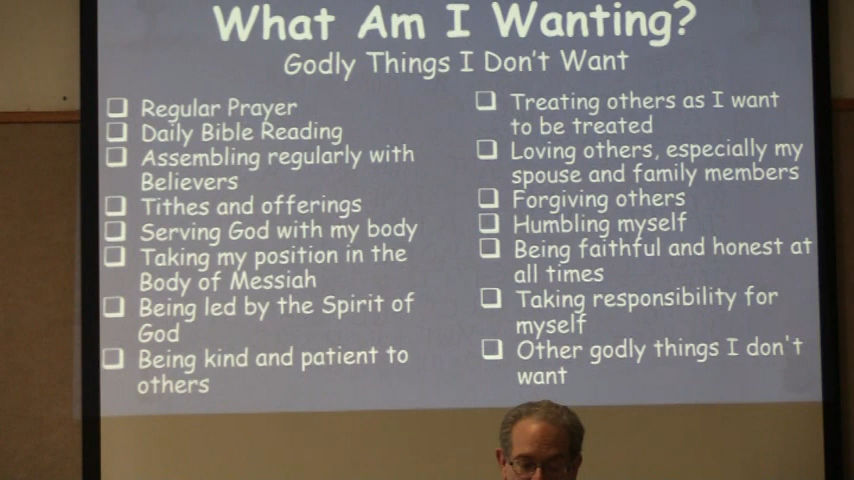 What Am I Wanting?
Godly Things I Don't Want
Regular Prayer
Daily Bible Reading
Assembling regularly with
Believers
Tithes and offerings
Serving God with my body
Taking my position in the
Body of Messiah
Being led by the Spirit of
God
Being kind and patient to
others
Treating others as I want
to be treated
Loving others, especially my
spouse and family members
Forgiving others
Humbling myself
Being faithful and honest at
all times
Taking responsibility for
myself
Other godly things I don't
want